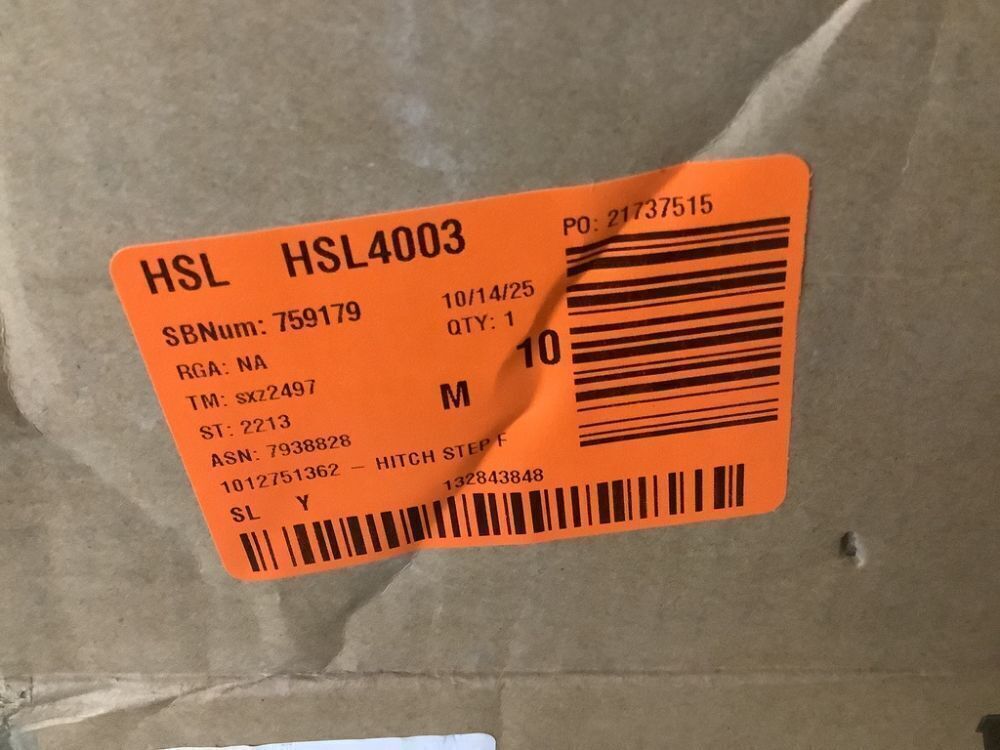 HSL HSL4003
PO: 21737515
SBNum: 759179
10/14/25
RGA: NA
QTY: 1
TM: sxz2497
M 10
ST: 2213
ASN: 7938828
1012751362 - HITCH STEP F
SL Y
132843848